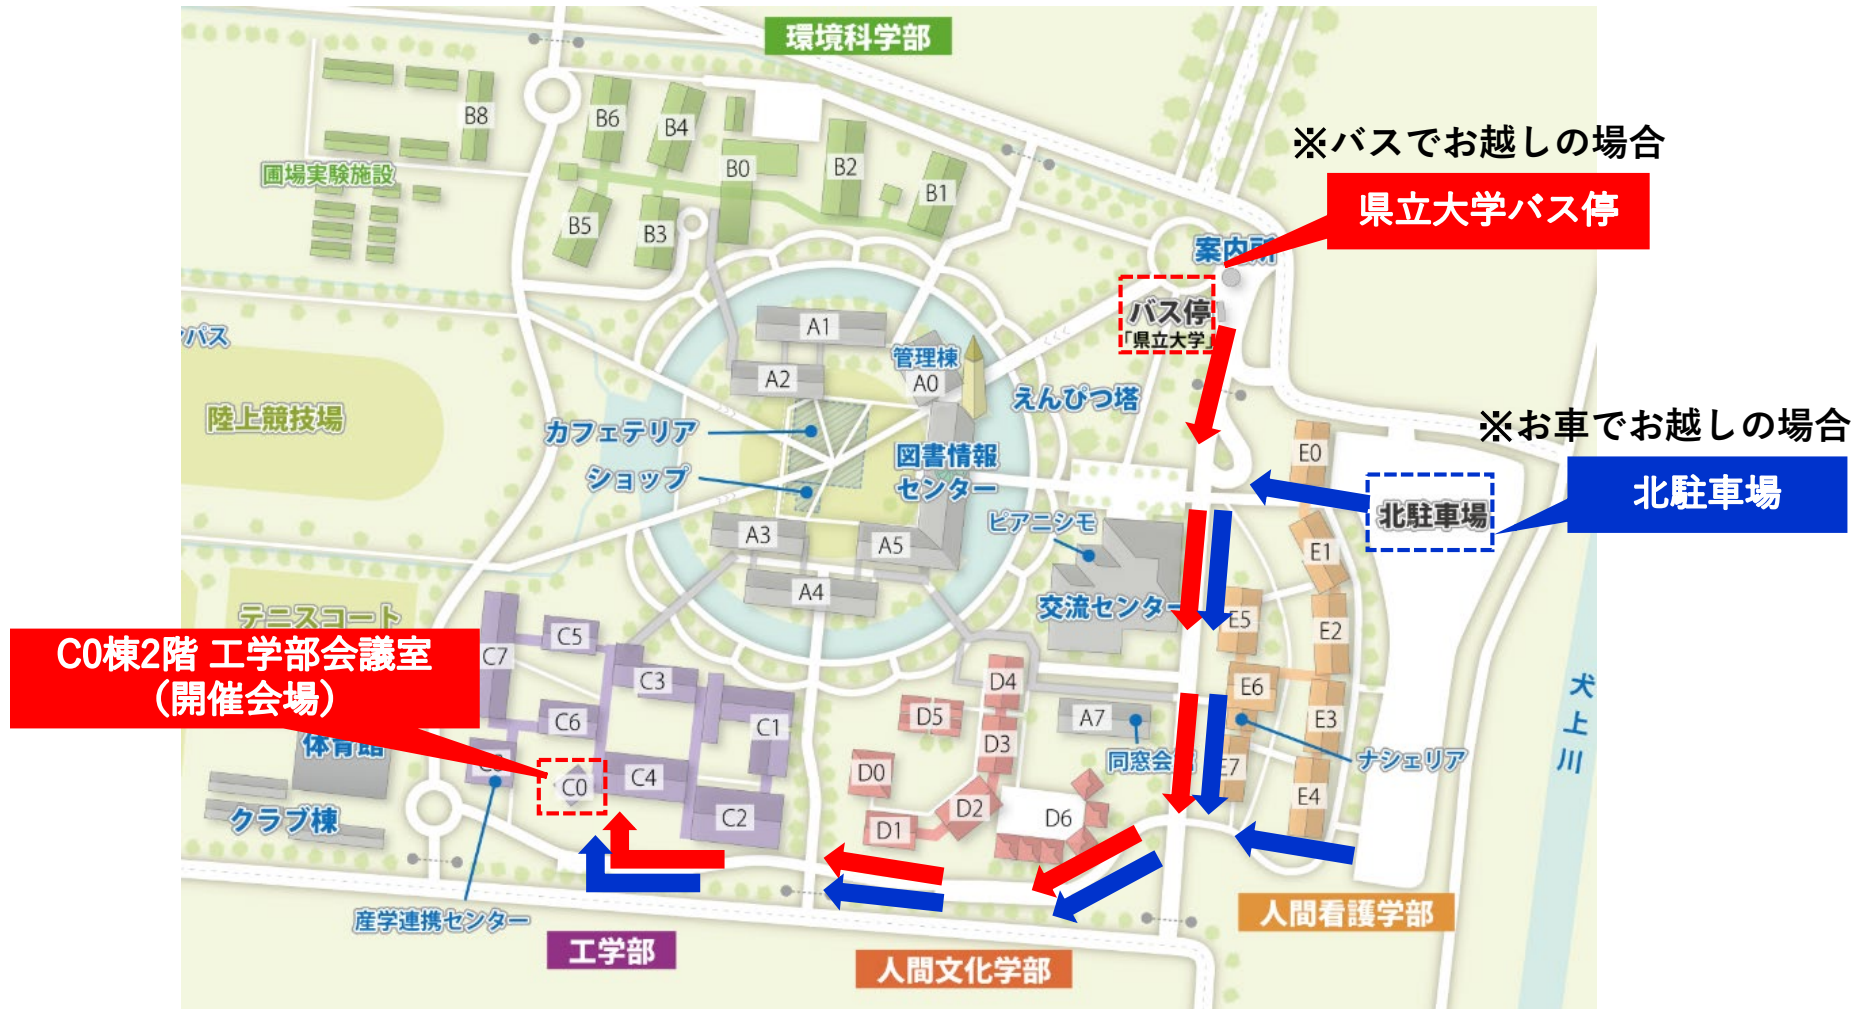 環境科学部
B8
B6
B4
B0
B2
B1
B5
B3
圃場実験施設
※バスでお越しの場合
県立大学バス停
案内所
バス停
「県立大学」
A1
A2
管理棟
A0
えんぴつ塔
陸上競技場
カフェテリア
ショップ
図書情報
センター
※お車でお越しの場合
北駐車場
北駐車場
E0
E1
E2
E5
E6
E3
E7
E4
ピアニシモ
交流センター
A3
A5
A4
テニスコート
C0棟2階 工学部会議室
(開催会場)
C7
C5
C3
C6
C1
C4
C0
C2
体育館
クラブ棟
産学連携センター
D4
D5
D3
D0
D2
D1
D6
A7
同窓会
ナシェリア
犬上川
工学部
人間文化学部
人間看護学部